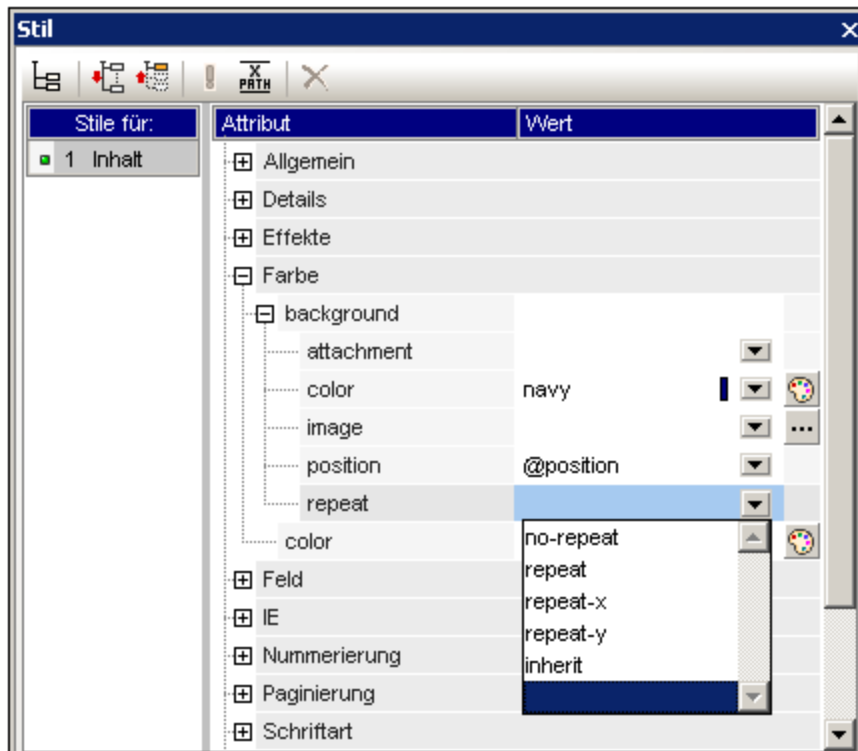 Stil
X
PATH
Stile für:
Attribut
Wert
1 Inhalt
Allgemein
Details
Effekte
Farbe
background
attachment
color
navy
image
position
@position
repeat
color
no-repeat
repeat
repeat-x
repeat-y
inherit
Feld
IE
Nummerierung
Paginierung
Schriftart